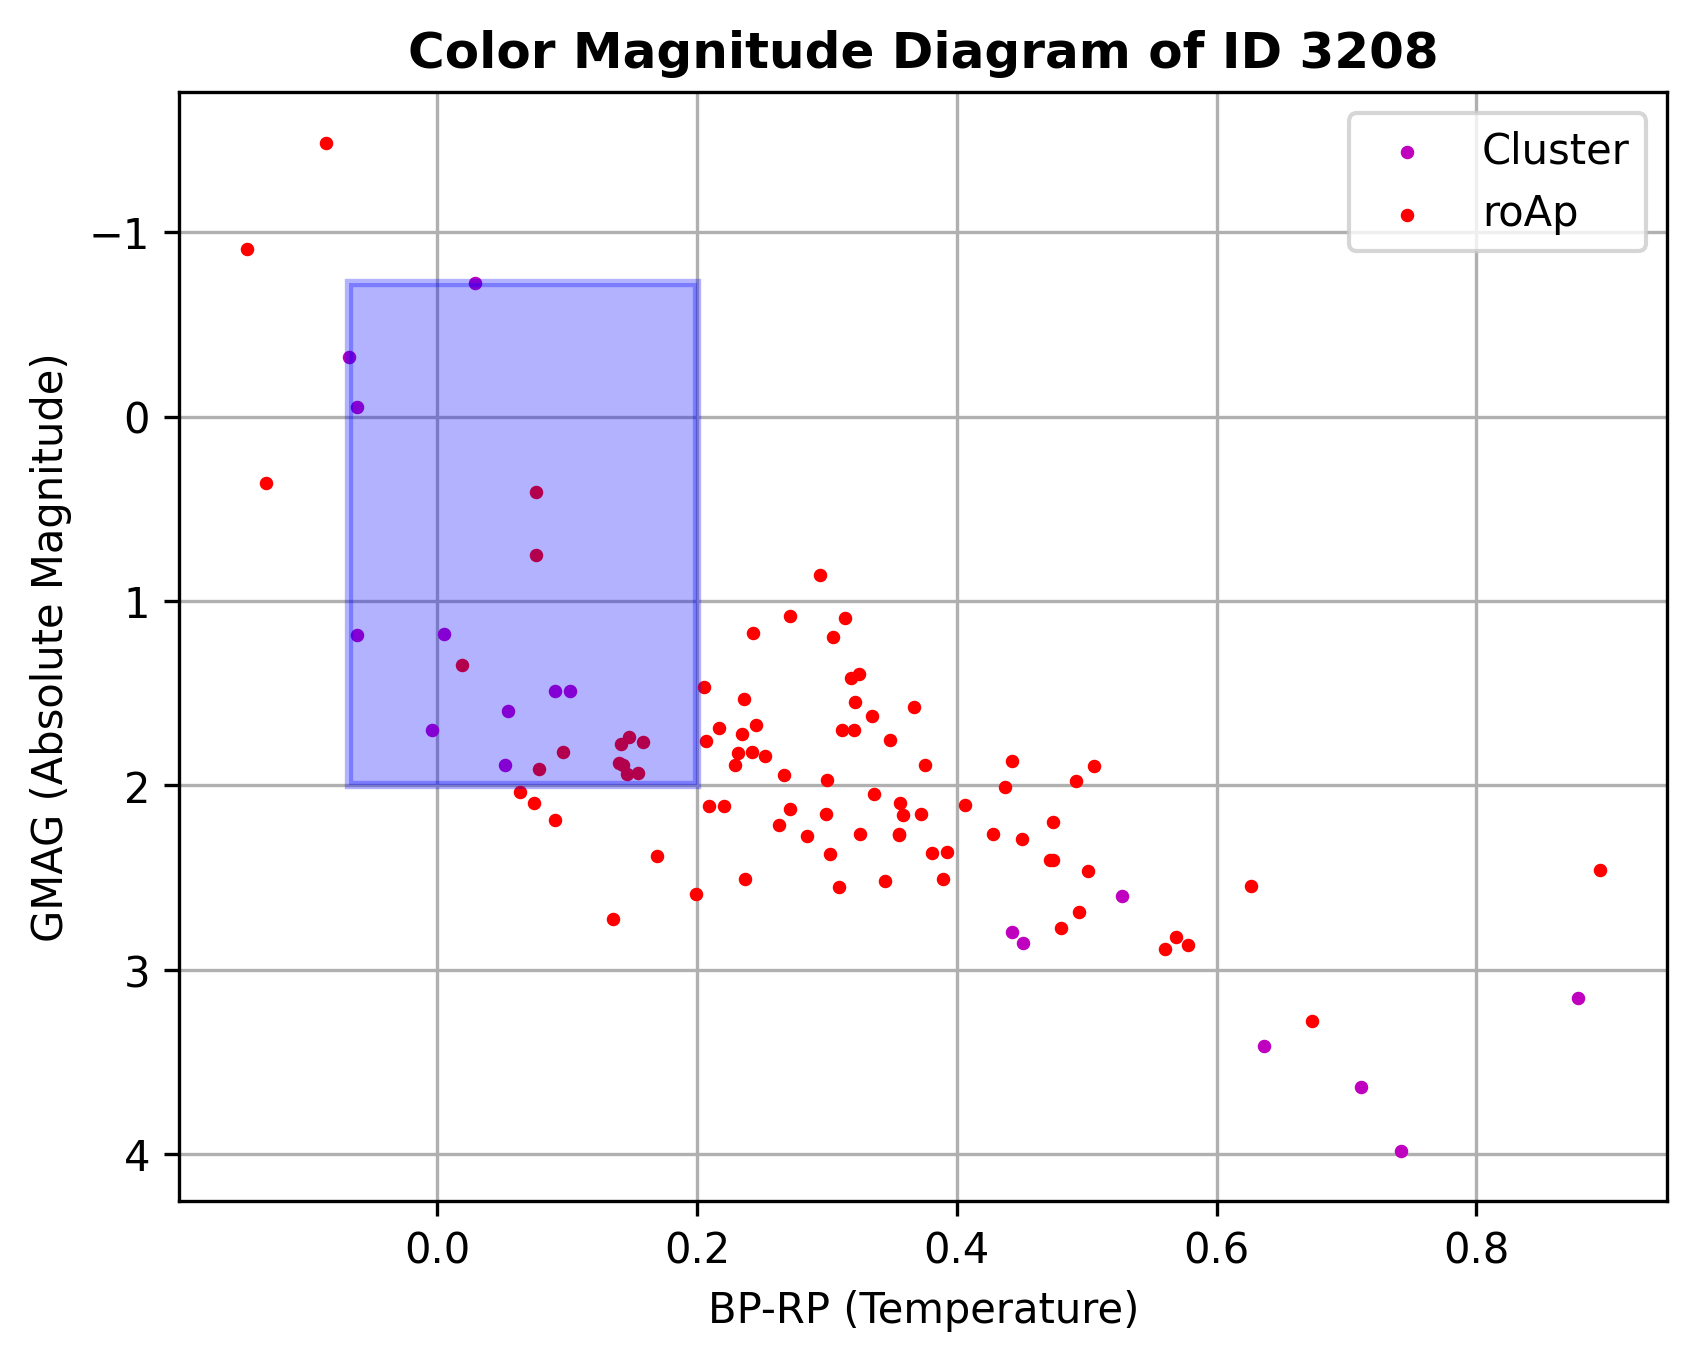 Color Magnitude Diagram of ID 3208
Cluster
roAp
GMAG (Absolute Magnitude)
−1
0
1
2
3
4
0.0 0.2 0.4 0.6 0.8
BP-RP (Temperature)